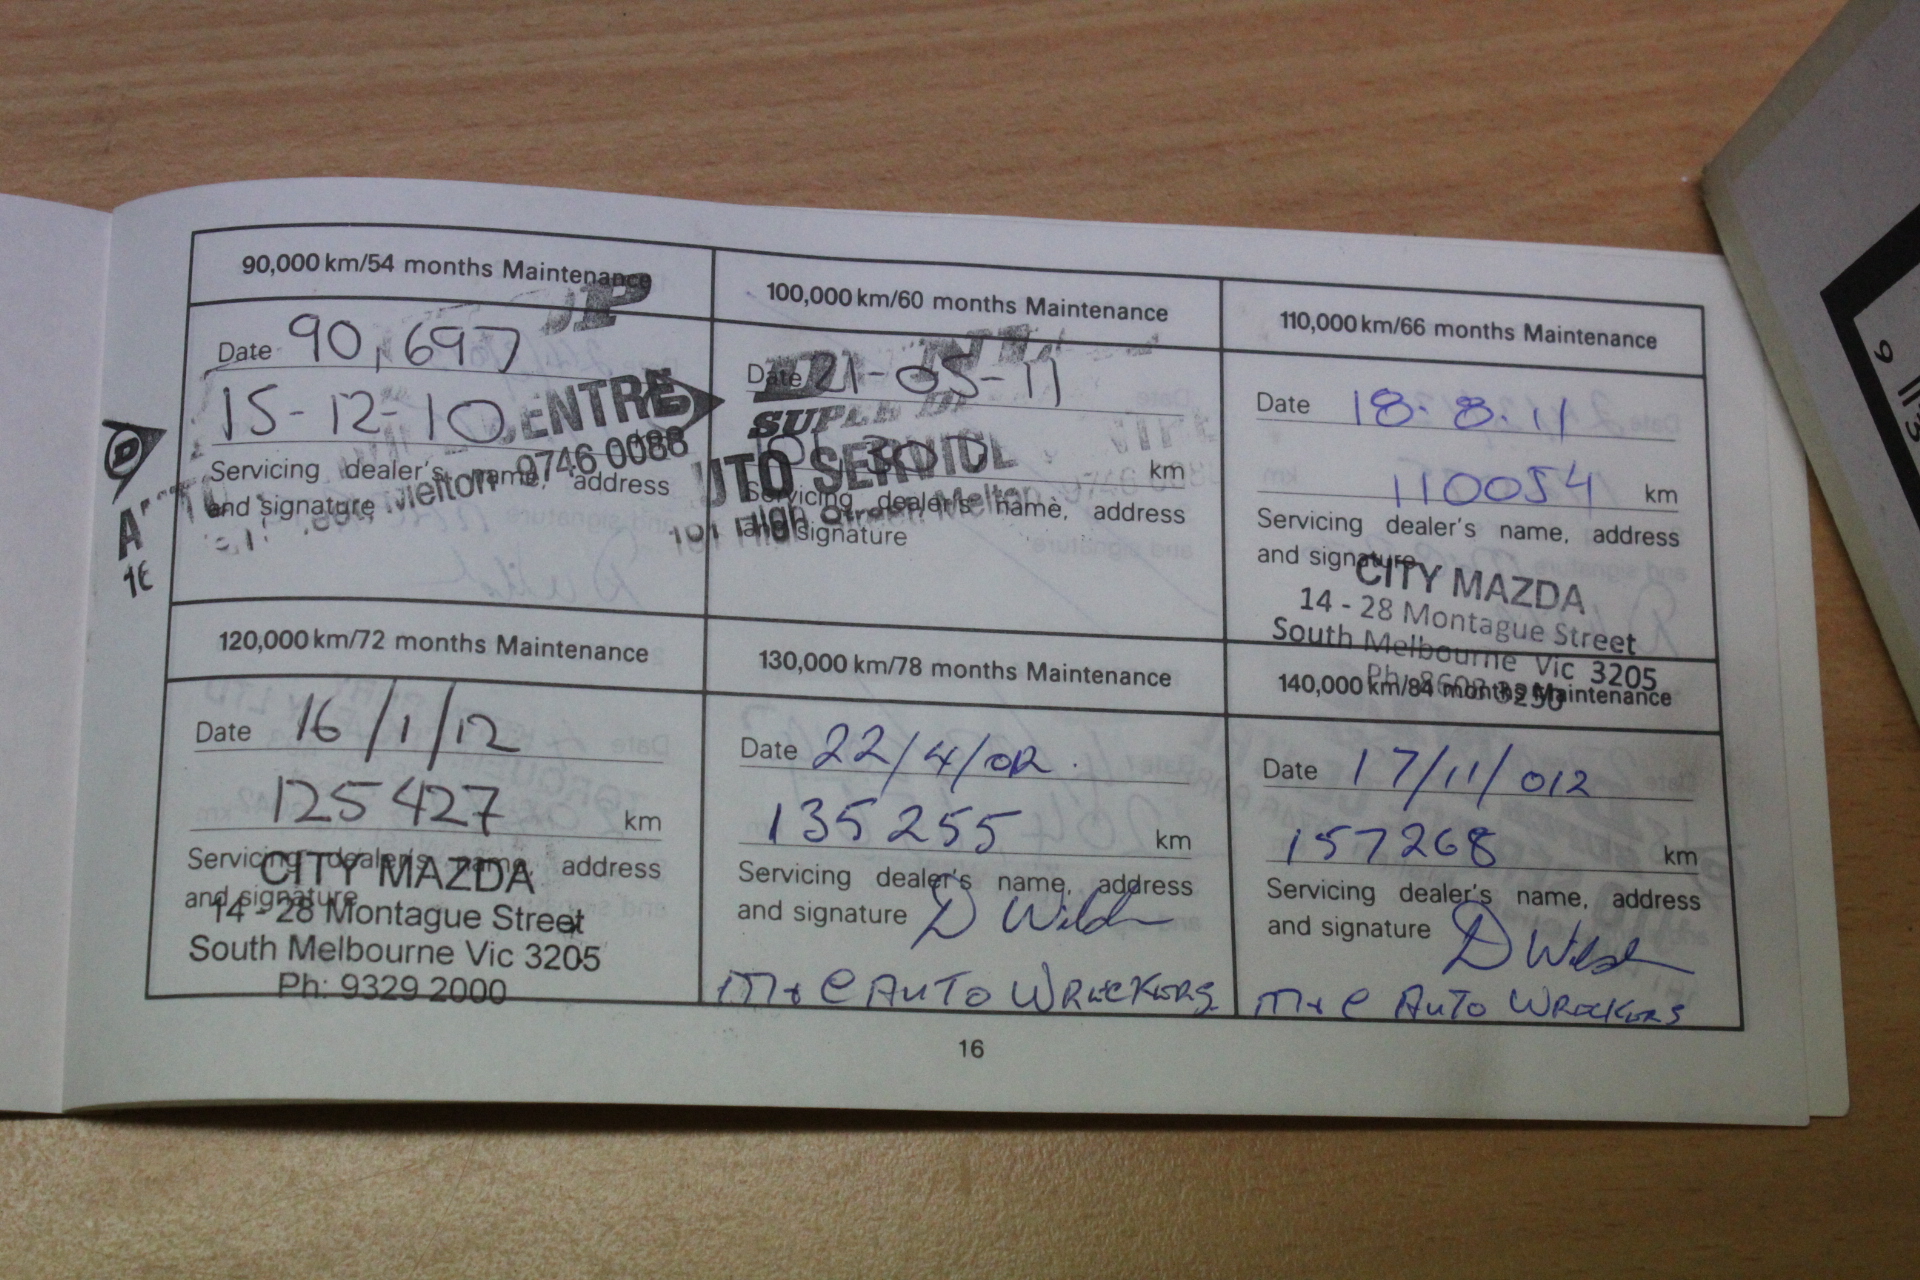 90,000 km/54 months Maintenance
Date 90,697
15-12-10
ENTRE
Servicing dealer's name, address
and signature
Melton 9746 0088
100,000 km/60 months Maintenance
Date 21-05-11
SUPER
km
UTO SERVICE
Servicing dealer's name, address
and signature
High Street Melton
110,000 km/66 months Maintenance
Date 18.8.11
110054 km
Servicing dealer's name, address
and signature
CITY MAZDA
14 - 28 Montague Street
South Melbourne Vic 3205
120,000 km/72 months Maintenance
Date 16/1/12
125427 km
Servicing dealer's name, address
and signature
CITY MAZDA
14 - 28 Montague Street
South Melbourne Vic 3205
Ph: 9329 2000
130,000 km/78 months Maintenance
Date 22/4/012.
135255 km
Servicing dealer's name, address
and signature
M+C AUTO WRECKERS
140,000 km/84 months Maintenance
Date 17/11/012
157268 km
Servicing dealer's name, address
and signature
M+C AUTO WRECKERS
16